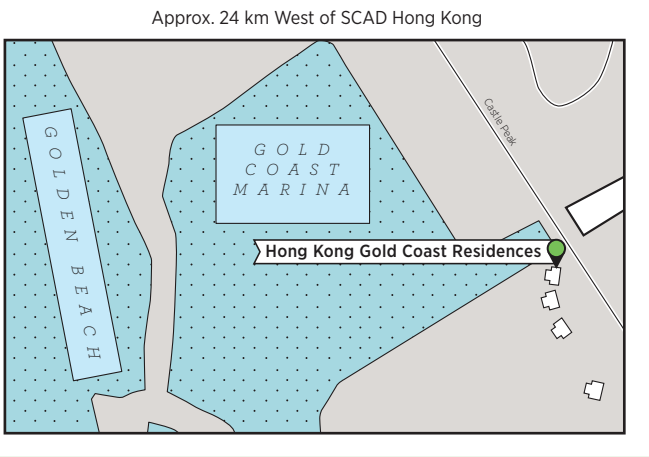 Approx. 24 km West of SCAD Hong Kong
GOLDEN BEACH
GOLD
COAST
MARINA
Castle Peak
Hong Kong Gold Coast Residences